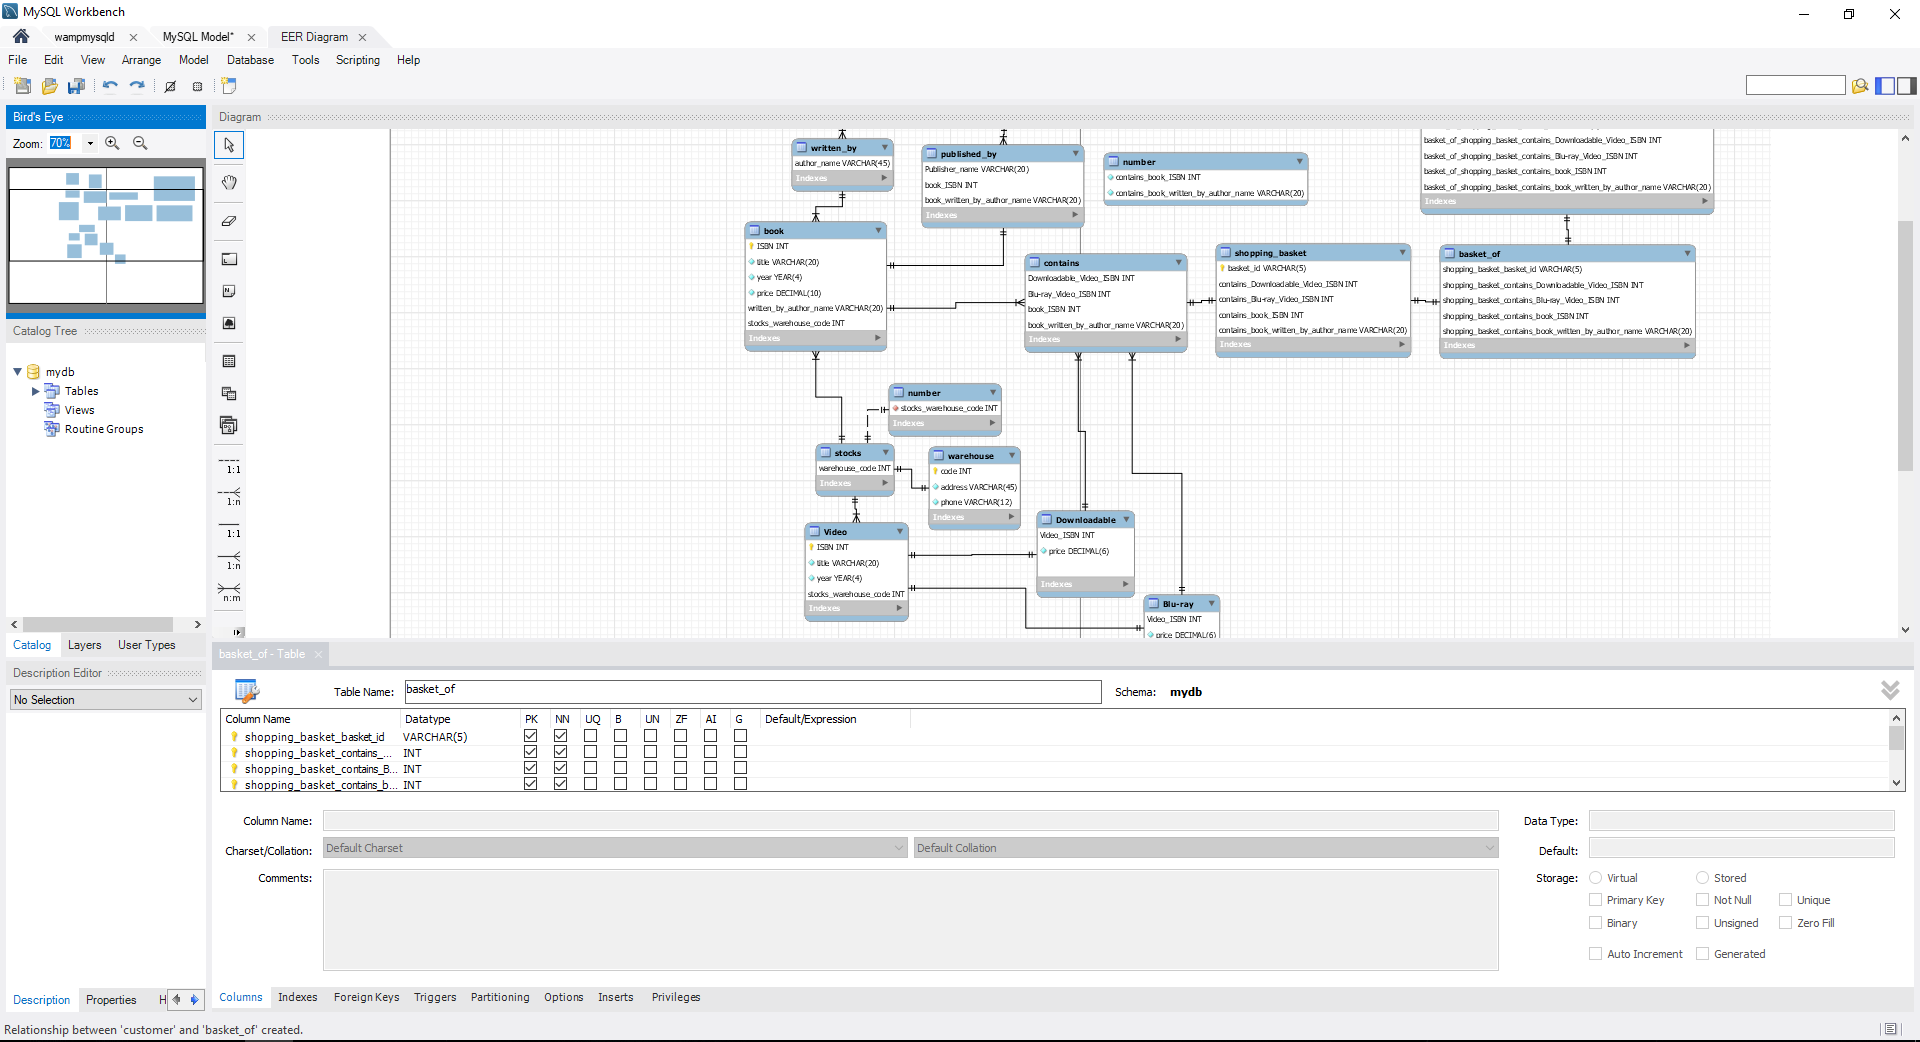 MySQL Workbench
wampmysqld
MySQL Model*
EER Diagram
File Edit View Arrange Model Database Tools Scripting Help
Bird's Eye
Zoom: 70%
Catalog Tree
mydb
Tables
Views
Routine Groups
Catalog Layers User Types
Description Editor
No Selection
Description Properties H
Diagram
1:1
1:n
1:1
1:n
n:m
written_by
author_name VARCHAR(45)
Indexes
published_by
Publisher_name VARCHAR(20)
book_ISBN INT
book_written_by_author_name VARCHAR(20)
Indexes
number
contains_book_ISBN INT
contains_book_written_by_author_name VARCHAR(20)
basket_of_shopping_basket_contains_Downloadable_Video_ISBN INT
basket_of_shopping_basket_contains_Blu-ray_Video_ISBN INT
basket_of_shopping_basket_contains_book_ISBN INT
basket_of_shopping_basket_contains_book_written_by_author_name VARCHAR(20)
Indexes
book
ISBN INT
title VARCHAR(20)
year YEAR(4)
price DECIMAL(10)
written_by_author_name VARCHAR(20)
stocks_warehouse_code INT
Indexes
contains
Downloadable_Video_ISBN INT
Blu-ray_Video_ISBN INT
book_ISBN INT
book_written_by_author_name VARCHAR(20)
Indexes
shopping_basket
basket_id VARCHAR(5)
contains_Downloadable_Video_ISBN INT
contains_Blu-ray_Video_ISBN INT
contains_book_ISBN INT
contains_book_written_by_author_name VARCHAR(20)
Indexes
basket_of
shopping_basket_basket_id VARCHAR(5)
shopping_basket_contains_Downloadable_Video_ISBN INT
shopping_basket_contains_Blu-ray_Video_ISBN INT
shopping_basket_contains_book_ISBN INT
shopping_basket_contains_book_written_by_author_name VARCHAR(20)
Indexes
number
stocks_warehouse_code INT
Indexes
stocks
warehouse_code INT
Indexes
warehouse
code INT
address VARCHAR(45)
phone VARCHAR(12)
Indexes
Video
ISBN INT
title VARCHAR(20)
year YEAR(4)
stocks_warehouse_code INT
Indexes
Downloadable
Video_ISBN INT
price DECIMAL(6)
Indexes
Blu-ray
Video_ISBN INT
price DECIMAL(6)
basket_of - Table
Table Name: basket_of Schema: mydb
Column Name Datatype PK NN UQ B UN ZF AI G Default/Expression
shopping_basket_basket_id VARCHAR(5)
shopping_basket_contains_... INT
shopping_basket_contains_B... INT
shopping_basket_contains_b... INT
Column Name: Data Type:
Charset/Collation: Default Charset Default Collation Default:
Comments: Storage: Virtual Stored
Primary Key Not Null Unique
Binary Unsigned Zero Fill
Auto Increment Generated
Columns Indexes Foreign Keys Triggers Partitioning Options Inserts Privileges
Relationship between 'customer' and 'basket_of' created.